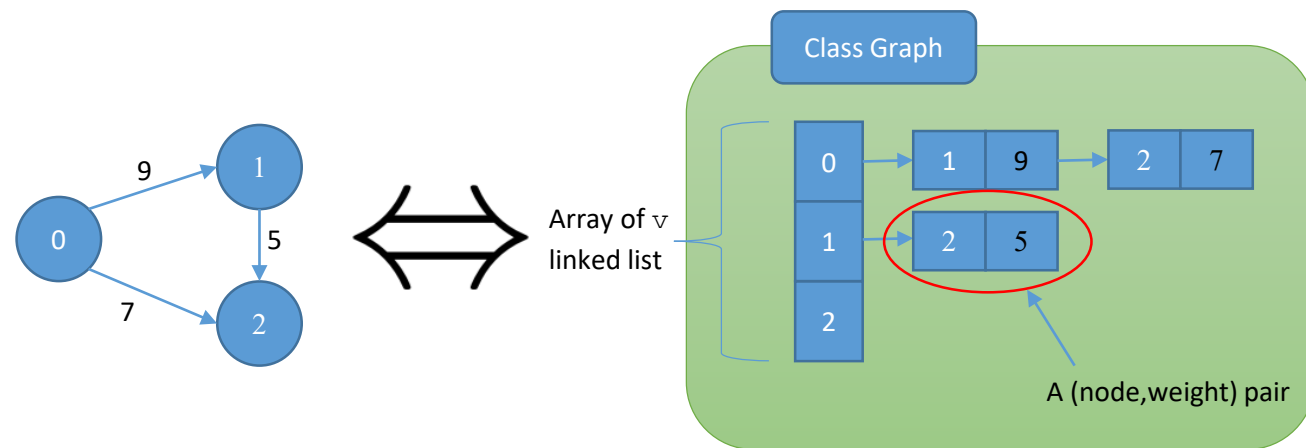 Class Graph
0
9
1
5
7
2
Array of v
linked list
0 1 9 2 7
1 2 5
2
A (node,weight) pair